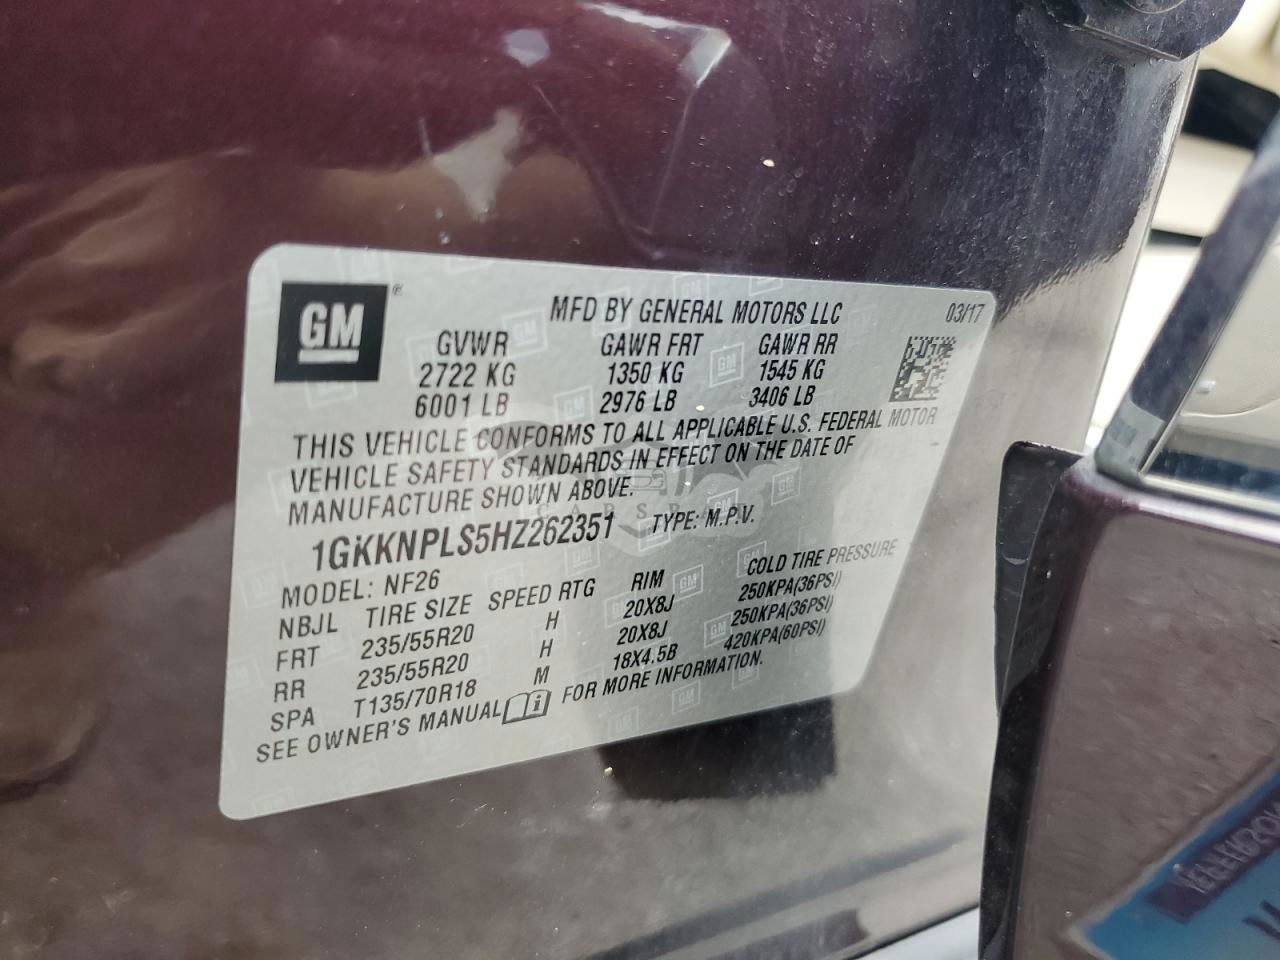 GM
MFD BY GENERAL MOTORS LLC 03/17
GVWR GAWR FRT GAWR RR
2722 KG 1350 KG 1545 KG
6001 LB 2976 LB 3406 LB
THIS VEHICLE CONFORMS TO ALL APPLICABLE U.S. FEDERAL MOTOR
VEHICLE SAFETY STANDARDS IN EFFECT ON THE DATE OF
MANUFACTURE SHOWN ABOVE.
1GKKNPLS5HZ262351 TYPE: M.P.V.
MODEL: NF26
NBJL TIRE SIZE SPEED RTG RIM COLD TIRE PRESSURE
FRT 235/55R20 H 20X8J 250KPA(36PSI)
RR 235/55R20 H 20X8J 250KPA(36PSI)
SPA T135/70R18 M 18X4.5B 420KPA(60PSI)
SEE OWNER'S MANUAL FOR MORE INFORMATION.